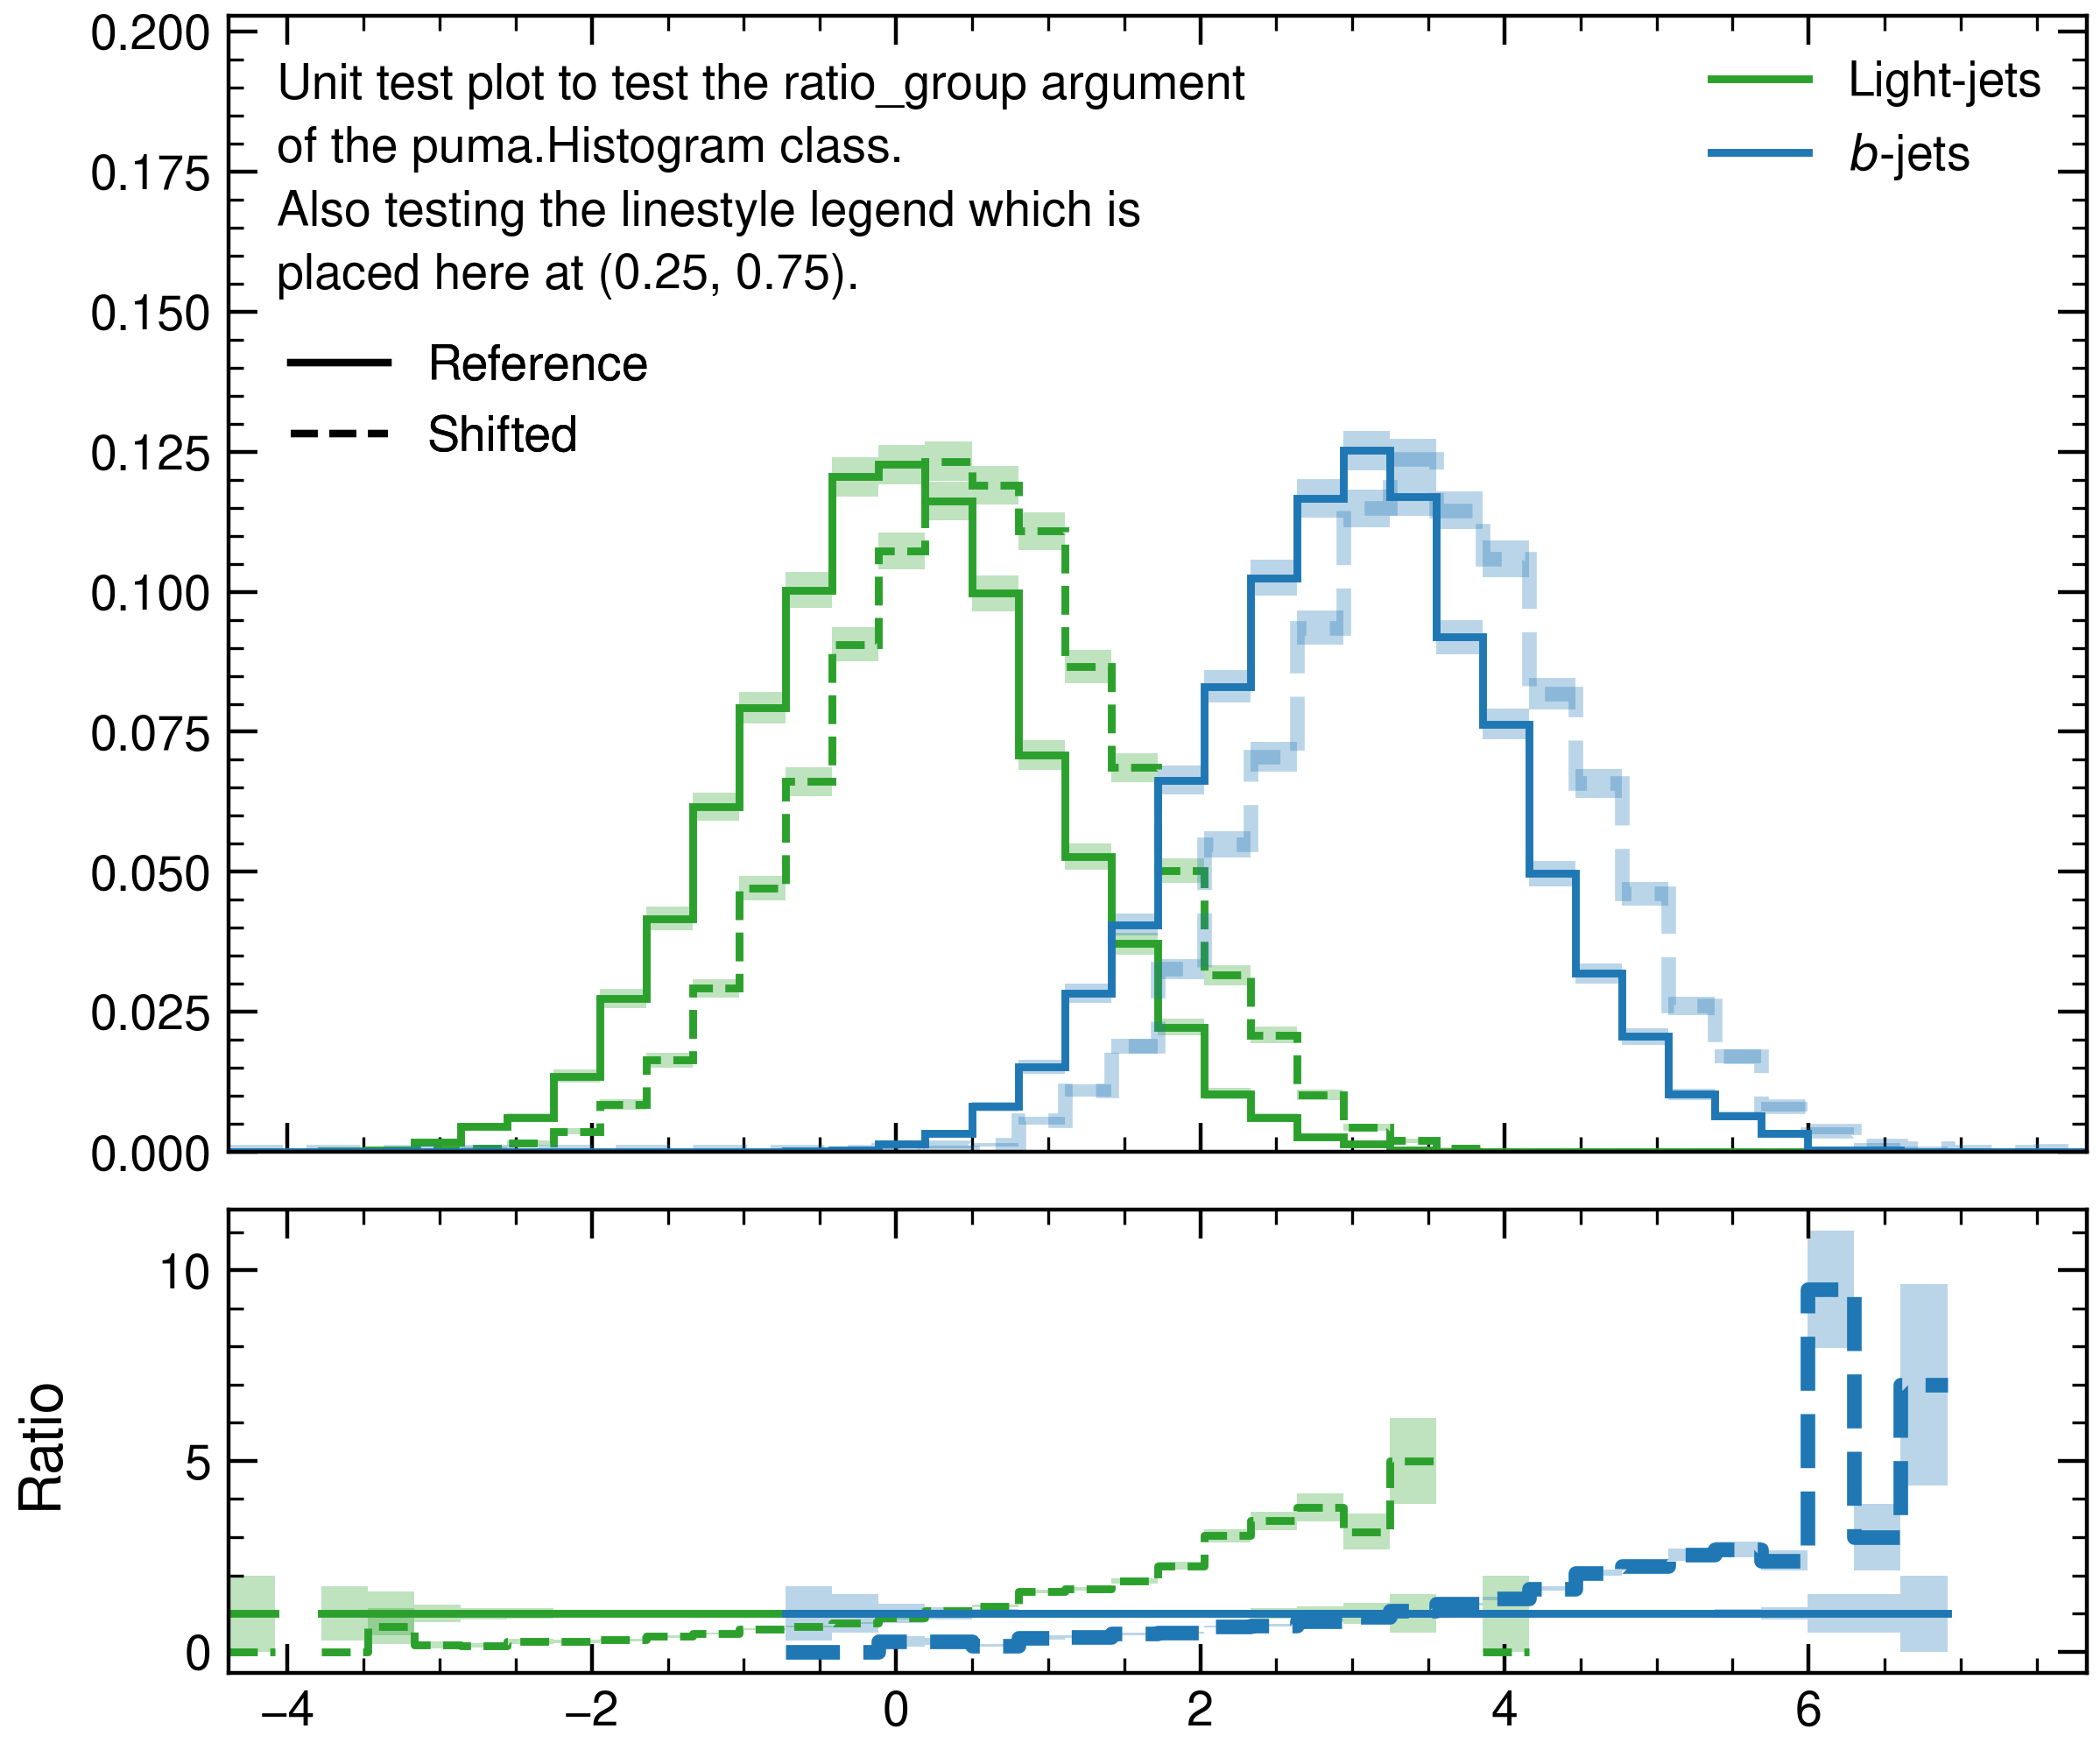 0.200
0.175
0.150
0.125
0.100
0.075
0.050
0.025
0.000
Unit test plot to test the ratio_group argument
of the puma.Histogram class.
Also testing the linestyle legend which is
placed here at (0.25, 0.75).
Reference
Shifted
Light-jets
b-jets
Ratio
10
5
0
−4
−2
0
2
4
6